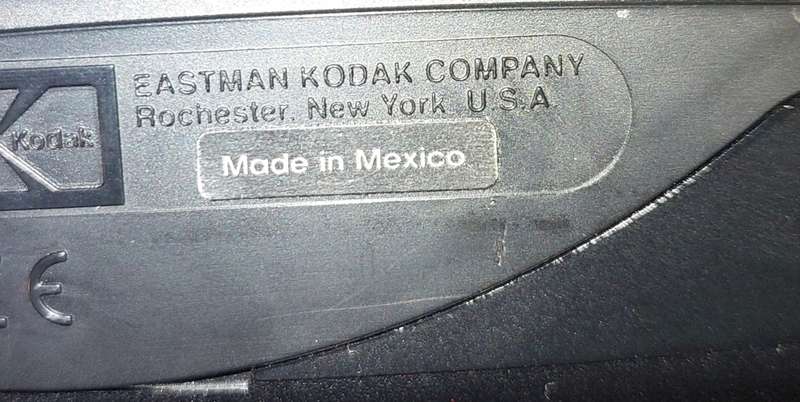 EASTMAN KODAK COMPANY
Rochester, New York U.S.A.
Kodak
Made in Mexico
CE